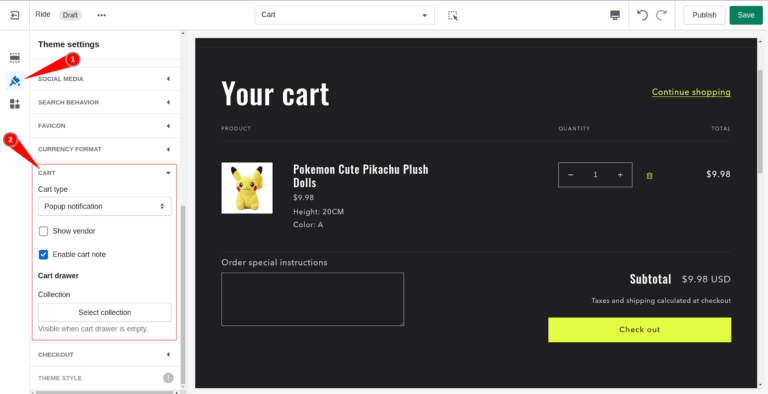 Ride Draft
Cart
Publish
Save
Theme settings
1
SOCIAL MEDIA
SEARCH BEHAVIOR
FAVICON
CURRENCY FORMAT
2
CART
Cart type
Popup notification
Show vendor
Enable cart note
Cart drawer
Collection
Select collection
Visible when cart drawer is empty.
CHECKOUT
THEME STYLE
Your cart
Continue shopping
PRODUCT QUANTITY TOTAL
Pokemon Cute Pikachu Plush
Dolls
$9.98
Height: 20CM
Color: A
− 1 +
$9.98
Order special instructions
Subtotal $9.98 USD
Taxes and shipping calculated at checkout
Check out